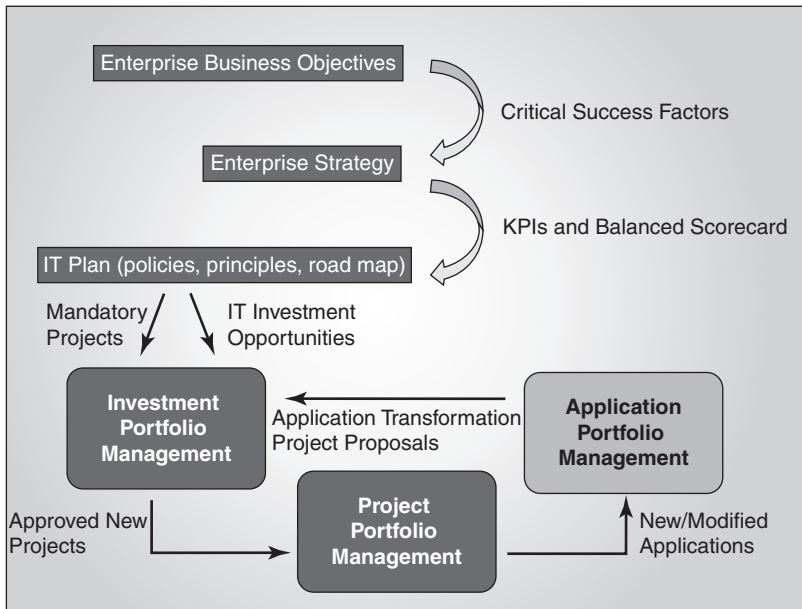 Enterprise Business Objectives
Critical Success Factors
Enterprise Strategy
KPIs and Balanced Scorecard
IT Plan (policies, principles, road map)
Mandatory
Projects
IT Investment
Opportunities
Investment
Portfolio
Management
Application Transformation
Project Proposals
Application
Portfolio
Management
Approved New
Projects
Project
Portfolio
Management
New/Modified
Applications